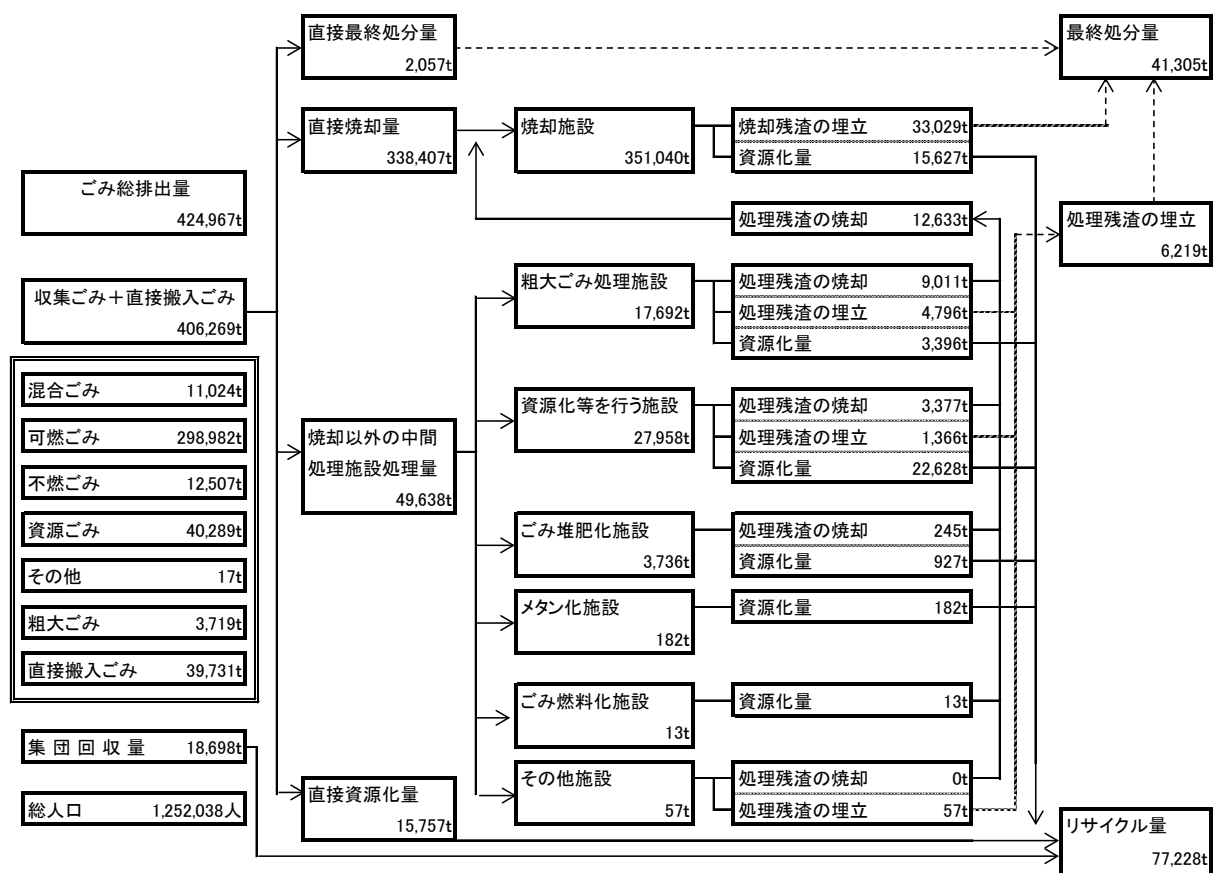 ごみ総排出量
424,967t
収集ごみ＋直接搬入ごみ
406,269t
混合ごみ 11,024t
可燃ごみ 298,982t
不燃ごみ 12,507t
資源ごみ 40,289t
その他 17t
粗大ごみ 3,719t
直接搬入ごみ 39,731t
集団回収量 18,698t
総人口 1,252,038人
直接最終処分量
2,057t
直接焼却量
338,407t
焼却以外の中間
処理施設処理量
49,638t
直接資源化量
15,757t
焼却施設
351,040t
粗大ごみ処理施設
17,692t
資源化等を行う施設
27,958t
ごみ堆肥化施設
3,736t
メタン化施設
182t
ごみ燃料化施設
13t
その他施設
57t
焼却残渣の埋立 33,029t
資源化量 15,627t
処理残渣の焼却 12,633t
処理残渣の焼却 9,011t
処理残渣の埋立 4,796t
資源化量 3,396t
処理残渣の焼却 3,377t
処理残渣の埋立 1,366t
資源化量 22,628t
処理残渣の焼却 245t
資源化量 927t
資源化量 182t
資源化量 13t
処理残渣の焼却 0t
処理残渣の埋立 57t
最終処分量
41,305t
処理残渣の埋立
6,219t
リサイクル量
77,228t